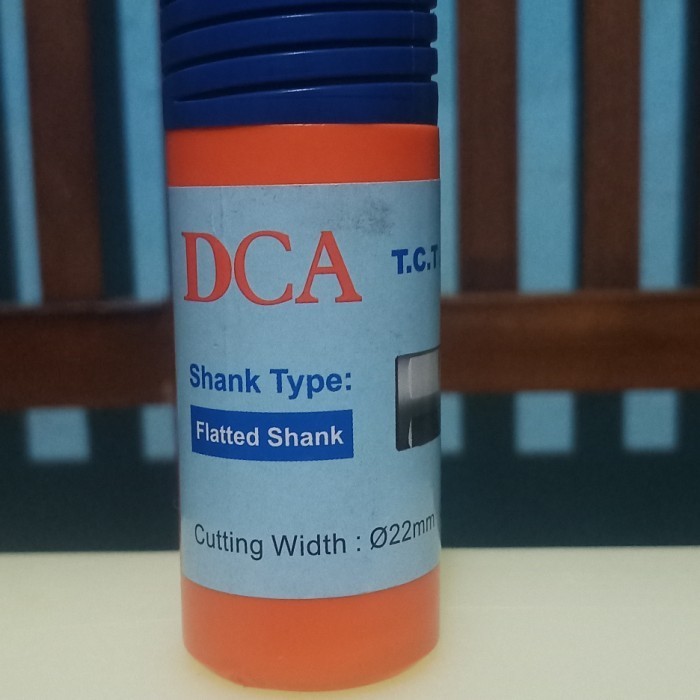 DCA
T.C.T
Shank Type:
Flatted Shank
Cutting Width : Ø22mm